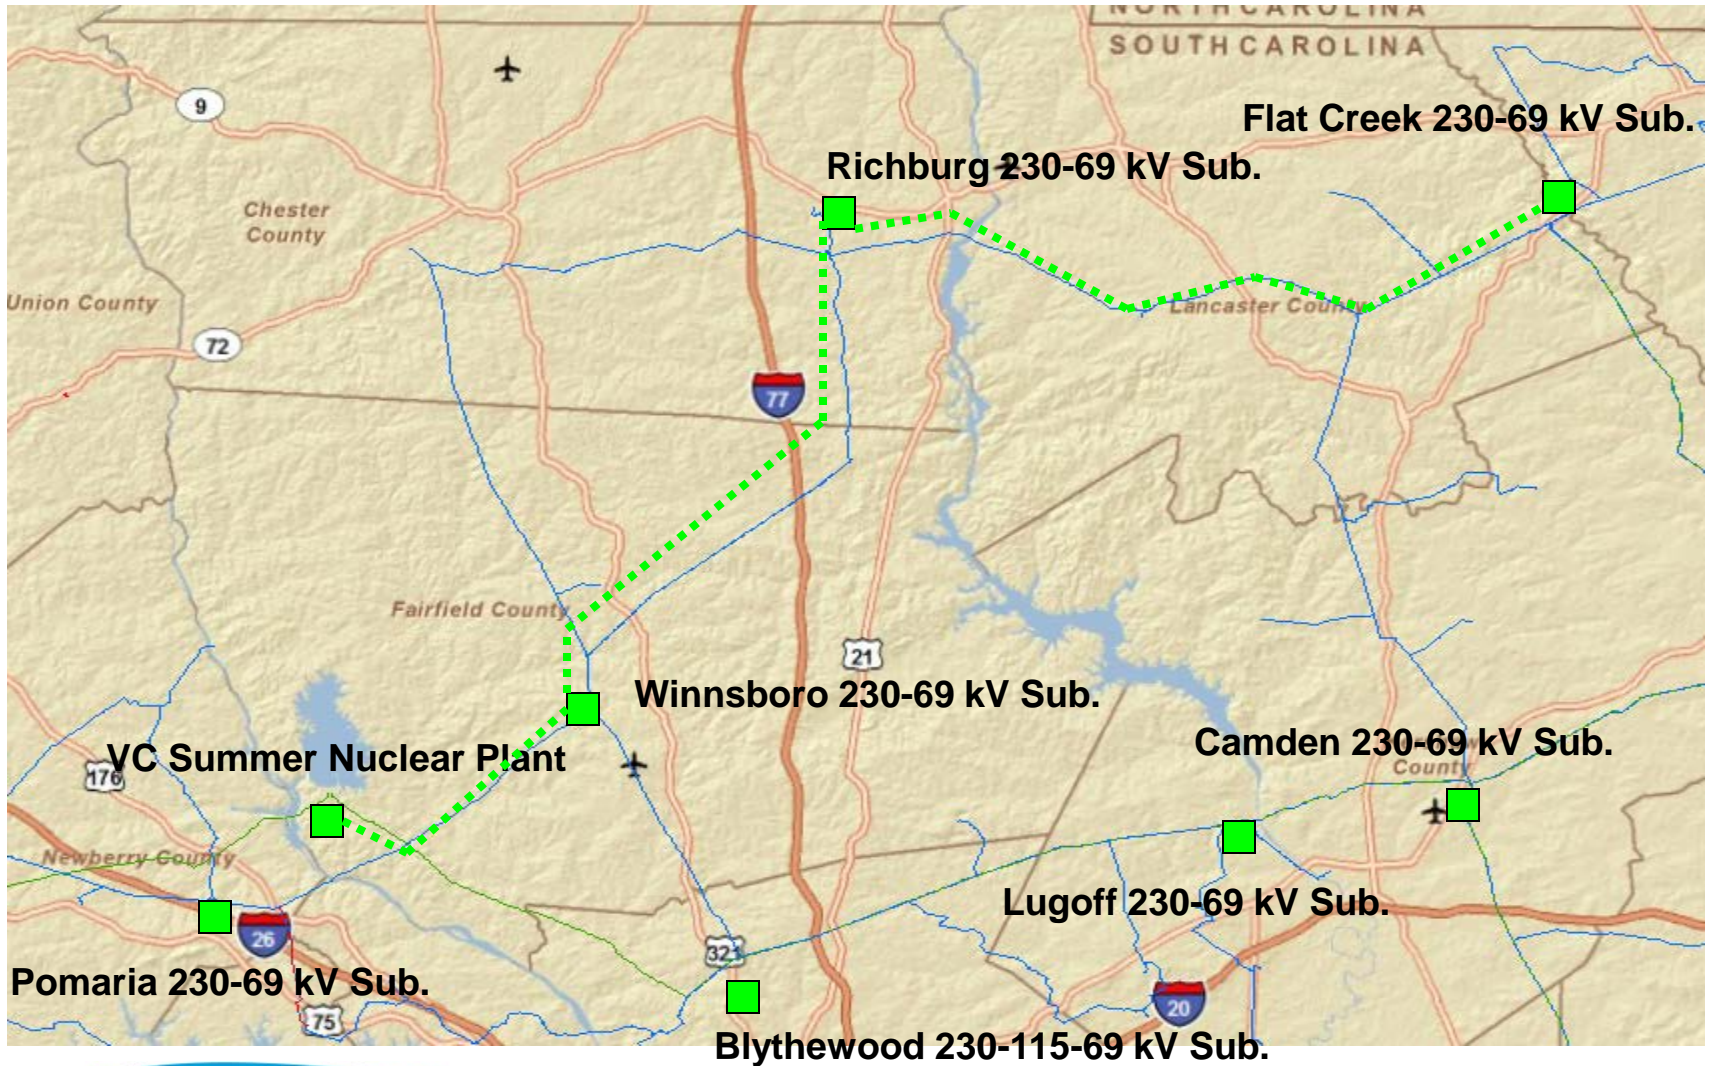 NORTH CAROLINA
SOUTH CAROLINA
9
Flat Creek 230-69 kV Sub.
Richburg 230-69 kV Sub.
Chester
County
Union County
Lancaster County
72
77
Fairfield County
21
Winnsboro 230-69 kV Sub.
Camden 230-69 kV Sub.
County
VC Summer Nuclear Plant
176
Newberry County
Lugoff 230-69 kV Sub.
26
321
Pomaria 230-69 kV Sub.
20
75
Blythewood 230-115-69 kV Sub.